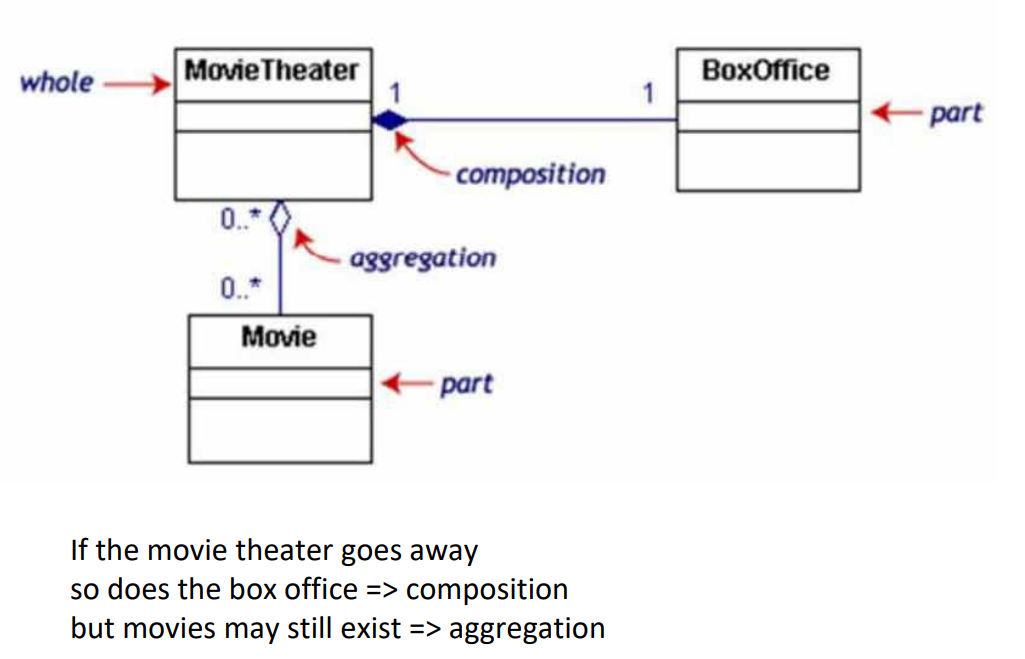 MovieTheater
BoxOffice
whole
1
1
part
composition
0..*
aggregation
0..*
Movie
part
If the movie theater goes away
so does the box office => composition
but movies may still exist => aggregation